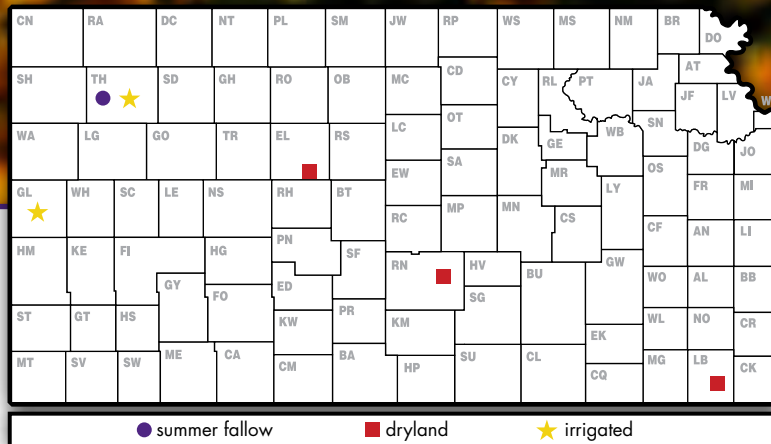 CN RA DC NT PL SM JW RP WS MS NM BR DO
SH TH SD GH RO OB MC CD CY RL PT JA AT
JF LV W
WA LG GO TR EL RS LC OT DK GE WB SN DG JO
GL WH SC LE NS RH BT EW SA MR LY OS FR MI
RC MP MN CS CF AN LI
HM KE FI HG PN SF RN HV BU GW WO AL BB
GY FO ED SG
ST GT HS KW PR KM EK WL NO CR
MT SV SW ME CA CM BA HP SU CL CQ MG LB CK
summer fallow dryland irrigated